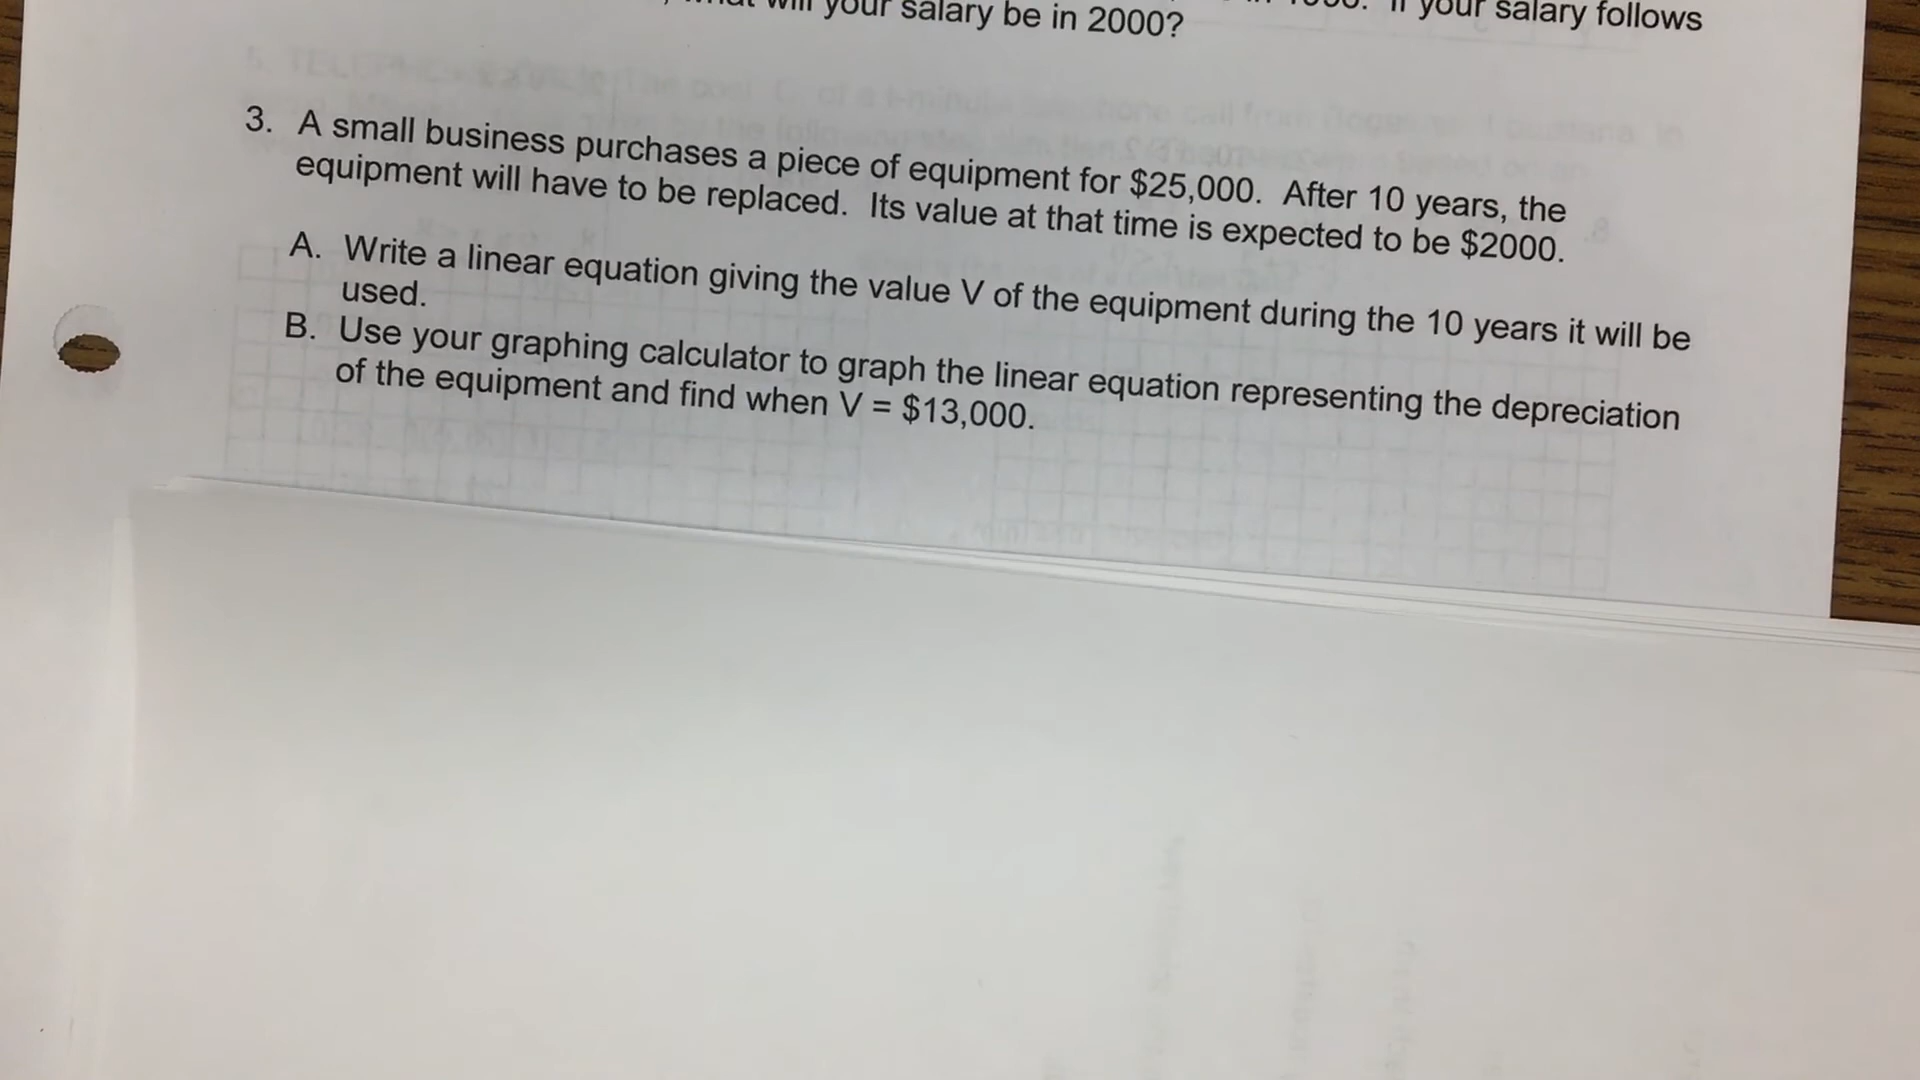 will your salary be in 2000?
your salary follows
3. A small business purchases a piece of equipment for $25,000. After 10 years, the
equipment will have to be replaced. Its value at that time is expected to be $2000.
A. Write a linear equation giving the value V of the equipment during the 10 years it will be
used.
B. Use your graphing calculator to graph the linear equation representing the depreciation
of the equipment and find when V = $13,000.